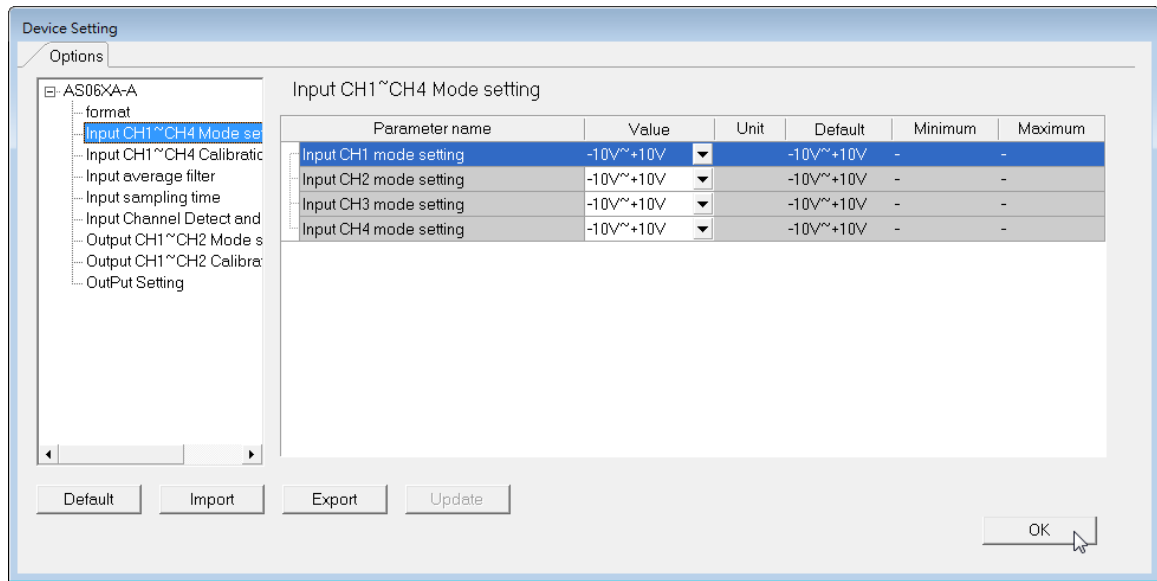 Device Setting
Options
AS06XA-A
format
Input CH1~CH4 Mode se
Input CH1~CH4 Calibratic
Input average filter
Input sampling time
Input Channel Detect and
Output CH1~CH2 Mode s
Output CH1~CH2 Calibra
OutPut Setting
Input CH1~CH4 Mode setting
Parameter name Value Unit Default Minimum Maximum
Input CH1 mode setting -10V~+10V -10V~+10V - -
Input CH2 mode setting -10V~+10V -10V~+10V - -
Input CH3 mode setting -10V~+10V -10V~+10V - -
Input CH4 mode setting -10V~+10V -10V~+10V - -
Default Import Export Update
OK